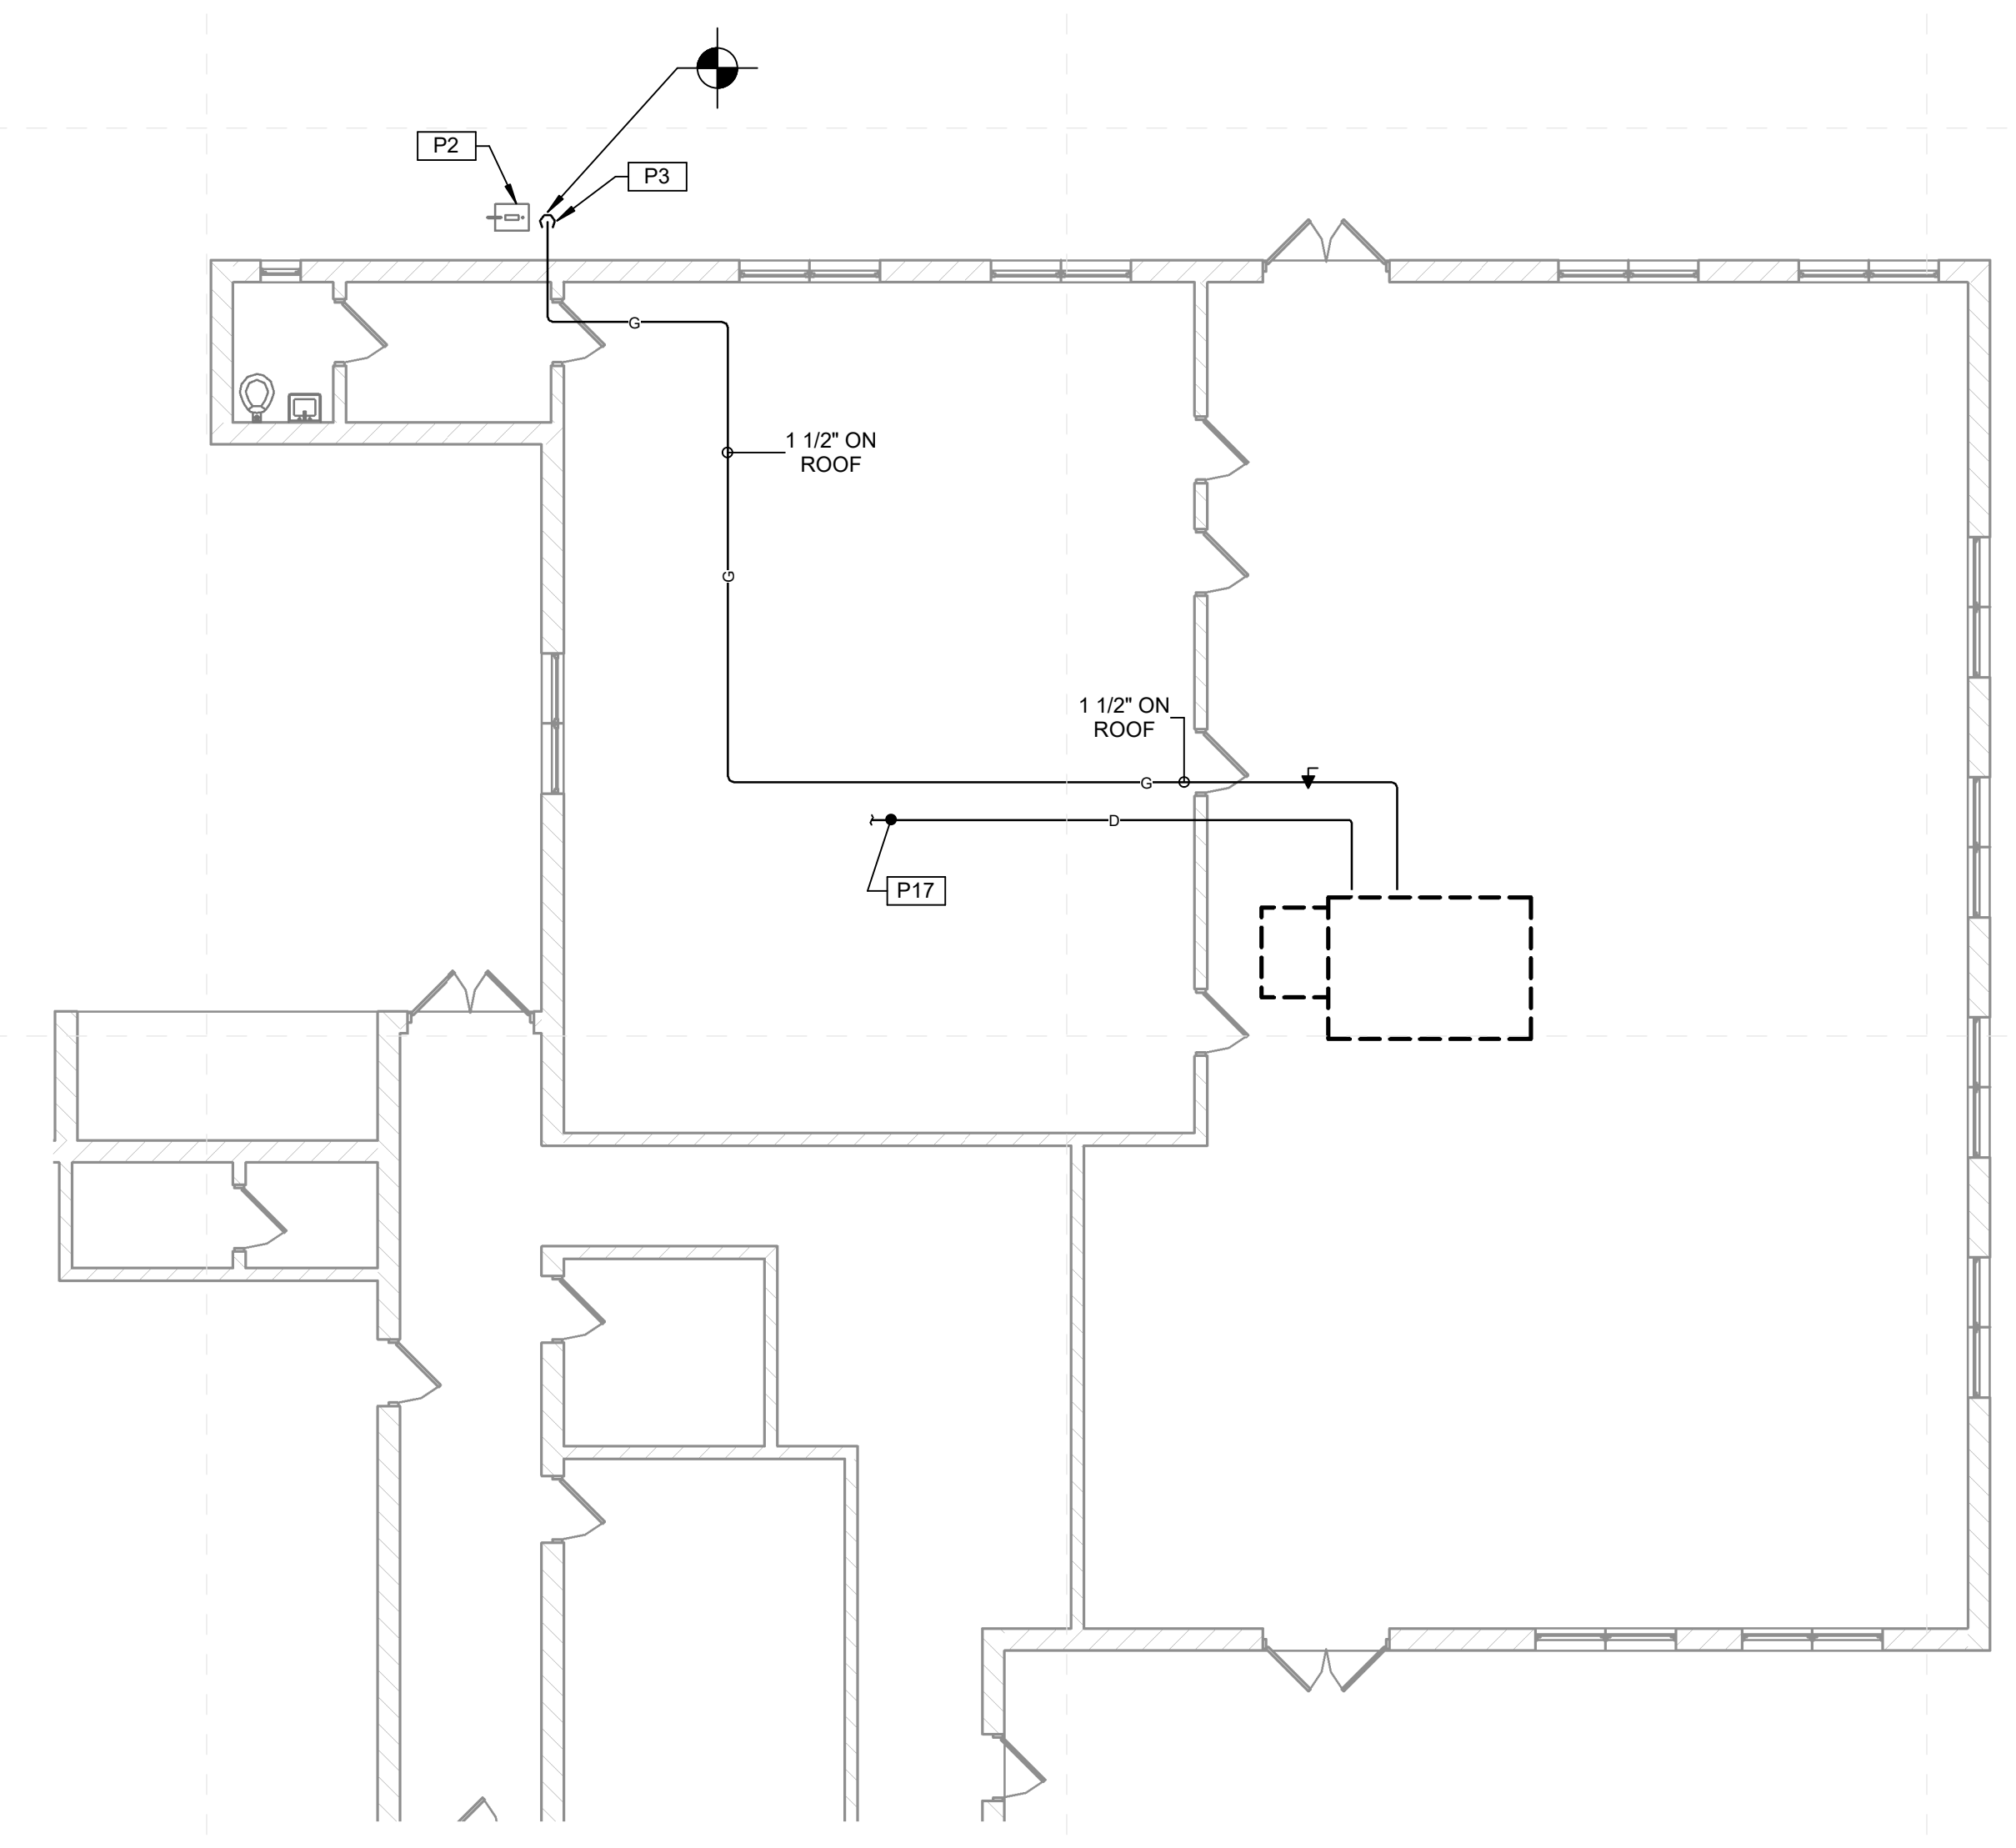 P2
P3
G
1 1/2" ON
ROOF
G
1 1/2" ON
ROOF
G
D
P17